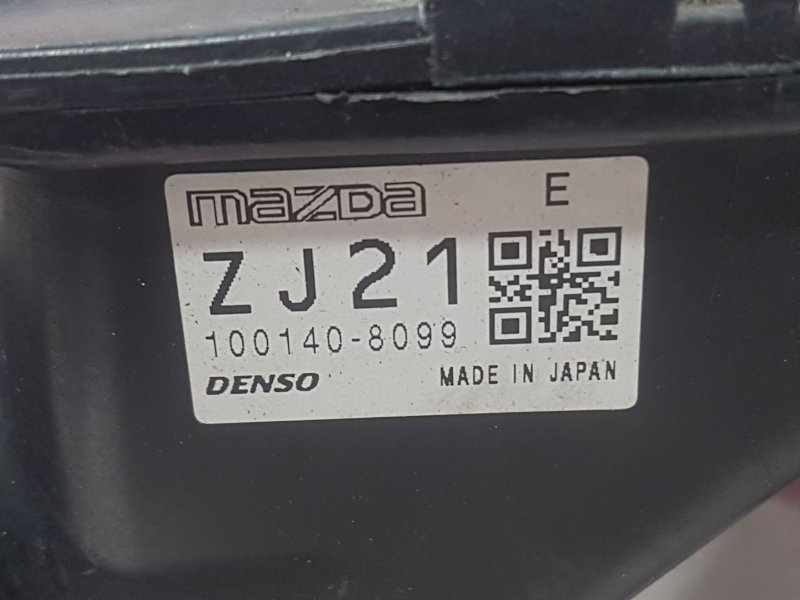 mazda E
ZJ21
100140-8099
DENSO MADE IN JAPAN